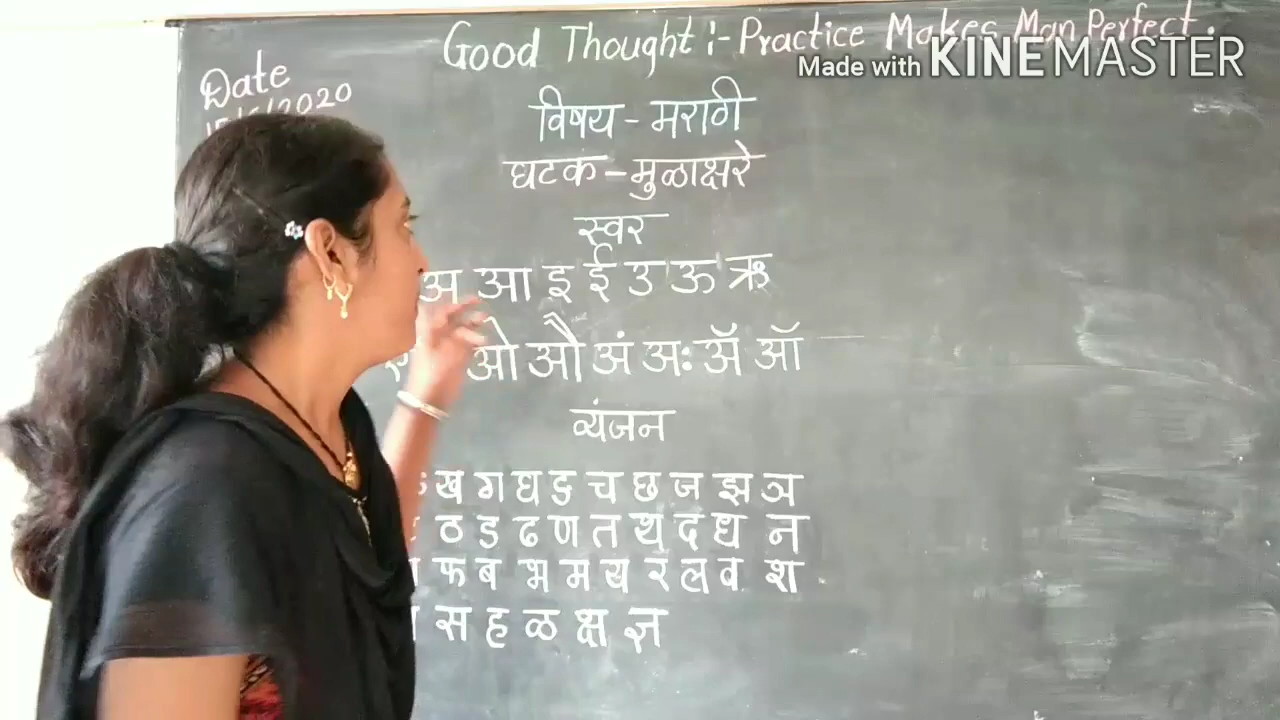 Good Thought :- Practice Makes Man Perfect.
Made with KINEMASTER
Date
विषय - मराठी
घटक - मुळाक्षरे
स्वर
अ आ इ ई उ ऊ ऋ
ओ औ अं अः ॲ ऑ
व्यंजन
ख ग घ ङ च छ ज झ ञ
ठ ड ढ ण त थ द ध न
फ ब भ म य र ल व श
स ह ळ क्ष ज्ञ